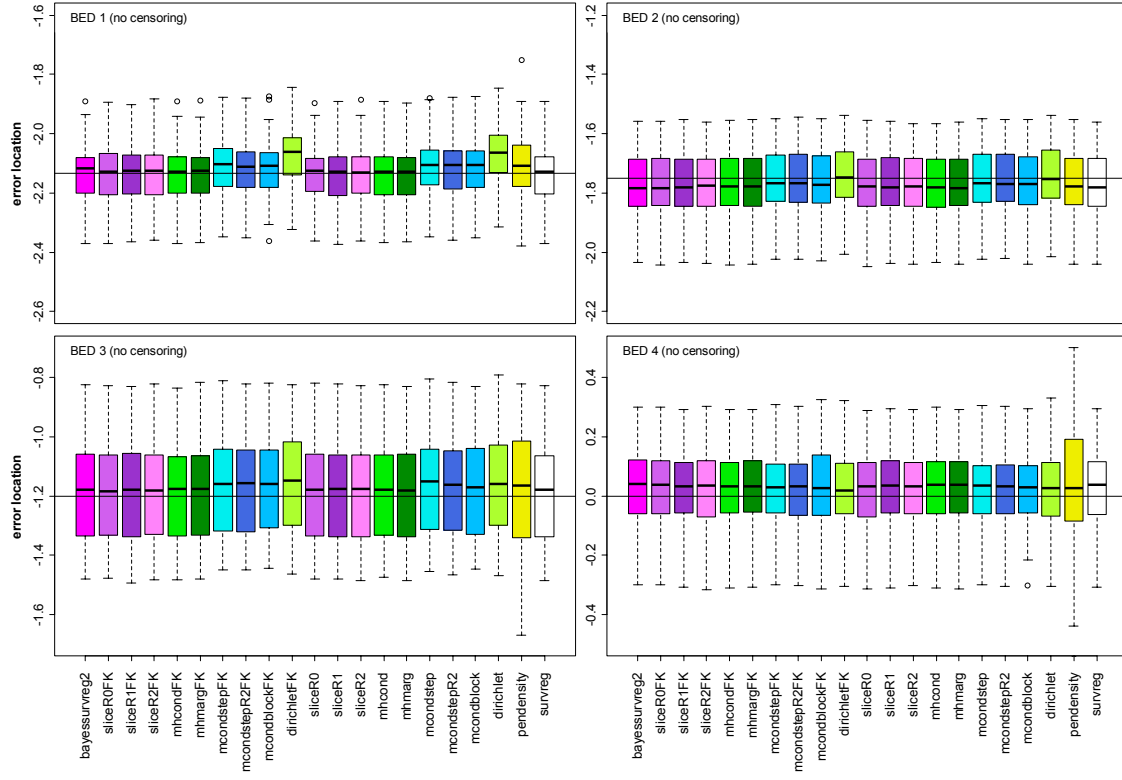 BED 1 (no censoring)
error location
-1.6
-1.8
-2.0
-2.2
-2.4
-2.6
BED 2 (no censoring)
-1.2
-1.4
-1.6
-1.8
-2.0
-2.2
BED 3 (no censoring)
error location
-0.8
-1.0
-1.2
-1.4
-1.6
BED 4 (no censoring)
0.4
0.2
0.0
-0.2
-0.4
bayessurvreg2
sliceR0FK
sliceR1FK
sliceR2FK
mhcondFK
mhmargFK
mcondstepFK
mcondstepR2FK
mcondblockFK
dirichletFK
sliceR0
sliceR1
sliceR2
mhcond
mhmarg
mcondstep
mcondstepR2
mcondblock
dirichlet
pendensity
survreg
bayessurvreg2
sliceR0FK
sliceR1FK
sliceR2FK
mhcondFK
mhmargFK
mcondstepFK
mcondstepR2FK
mcondblockFK
dirichletFK
sliceR0
sliceR1
sliceR2
mhcond
mhmarg
mcondstep
mcondstepR2
mcondblock
dirichlet
pendensity
survreg